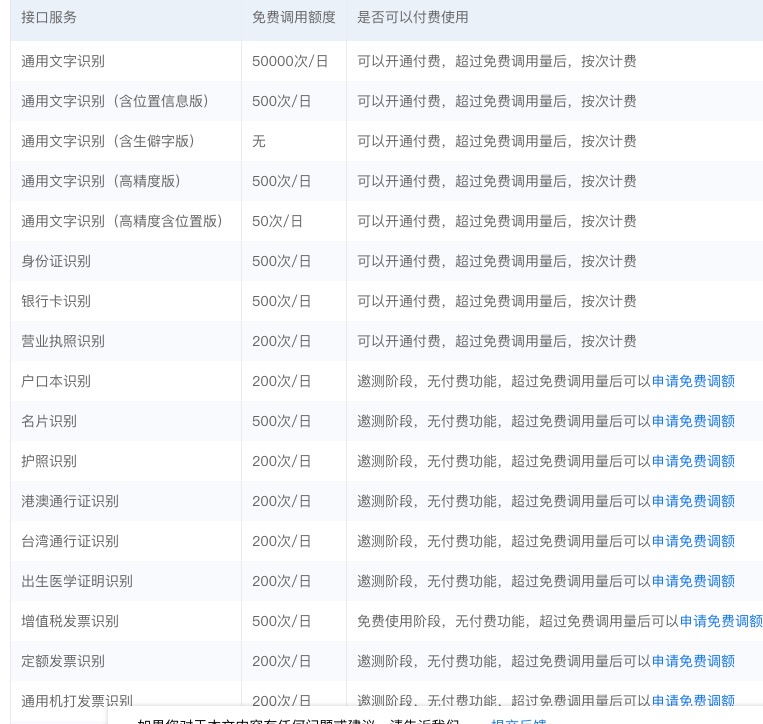 接口服务 免费调用额度 是否可以付费使用
通用文字识别 50000次/日 可以开通付费，超过免费调用量后，按次计费
通用文字识别（含位置信息版） 500次/日 可以开通付费，超过免费调用量后，按次计费
通用文字识别（含生僻字版） 无 可以开通付费，超过免费调用量后，按次计费
通用文字识别（高精度版） 500次/日 可以开通付费，超过免费调用量后，按次计费
通用文字识别（高精度含位置版） 50次/日 可以开通付费，超过免费调用量后，按次计费
身份证识别 500次/日 可以开通付费，超过免费调用量后，按次计费
银行卡识别 500次/日 可以开通付费，超过免费调用量后，按次计费
营业执照识别 200次/日 可以开通付费，超过免费调用量后，按次计费
户口本识别 200次/日 邀测阶段，无付费功能，超过免费调用量后可以申请免费调额
名片识别 500次/日 邀测阶段，无付费功能，超过免费调用量后可以申请免费调额
护照识别 200次/日 邀测阶段，无付费功能，超过免费调用量后可以申请免费调额
港澳通行证识别 200次/日 邀测阶段，无付费功能，超过免费调用量后可以申请免费调额
台湾通行证识别 200次/日 邀测阶段，无付费功能，超过免费调用量后可以申请免费调额
出生医学证明识别 200次/日 邀测阶段，无付费功能，超过免费调用量后可以申请免费调额
增值税发票识别 500次/日 免费使用阶段，无付费功能，超过免费调用量后可以申请免费调额
定额发票识别 200次/日 邀测阶段，无付费功能，超过免费调用量后可以申请免费调额
通用机打发票识别 200次/日 邀测阶段，无付费功能，超过免费调用量后可以申请免费调额
如果您对于本文内容有任何问题或建议，请告诉我们 提交反馈